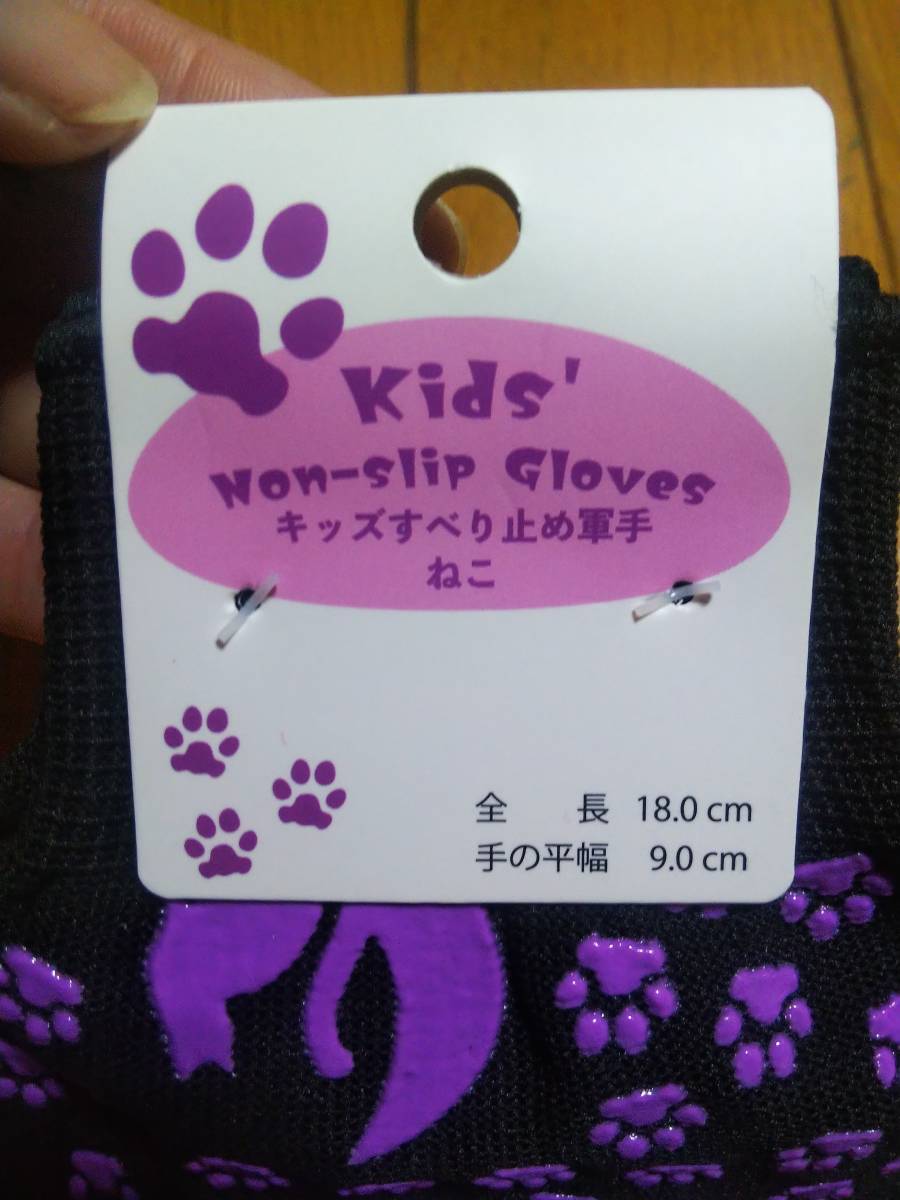 Kids'
Non-slip Gloves
キッズすべり止め軍手
ねこ
全 長 18.0 cm
手の平幅 9.0 cm